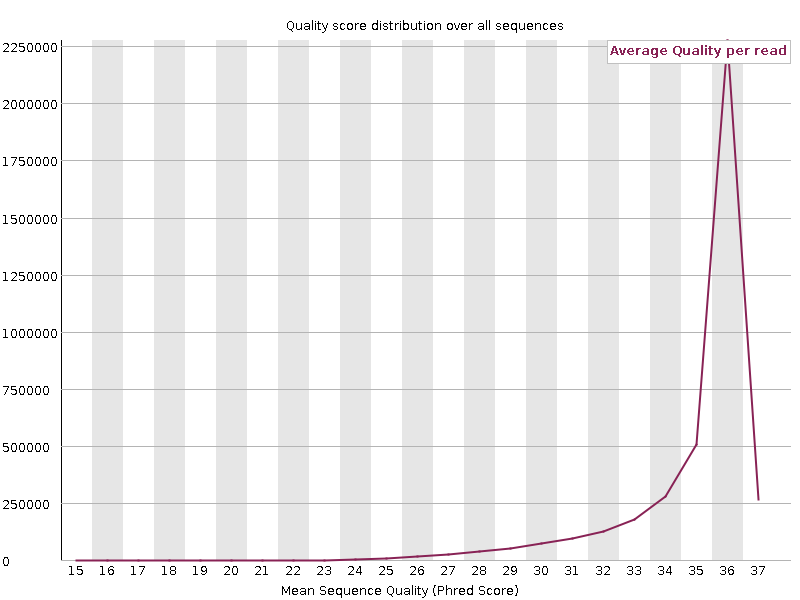 Quality score distribution over all sequences
Average Quality per read
2250000
2000000
1750000
1500000
1250000
1000000
750000
500000
250000
0
15 16 17 18 19 20 21 22 23 24 25 26 27 28 29 30 31 32 33 34 35 36 37
Mean Sequence Quality (Phred Score)